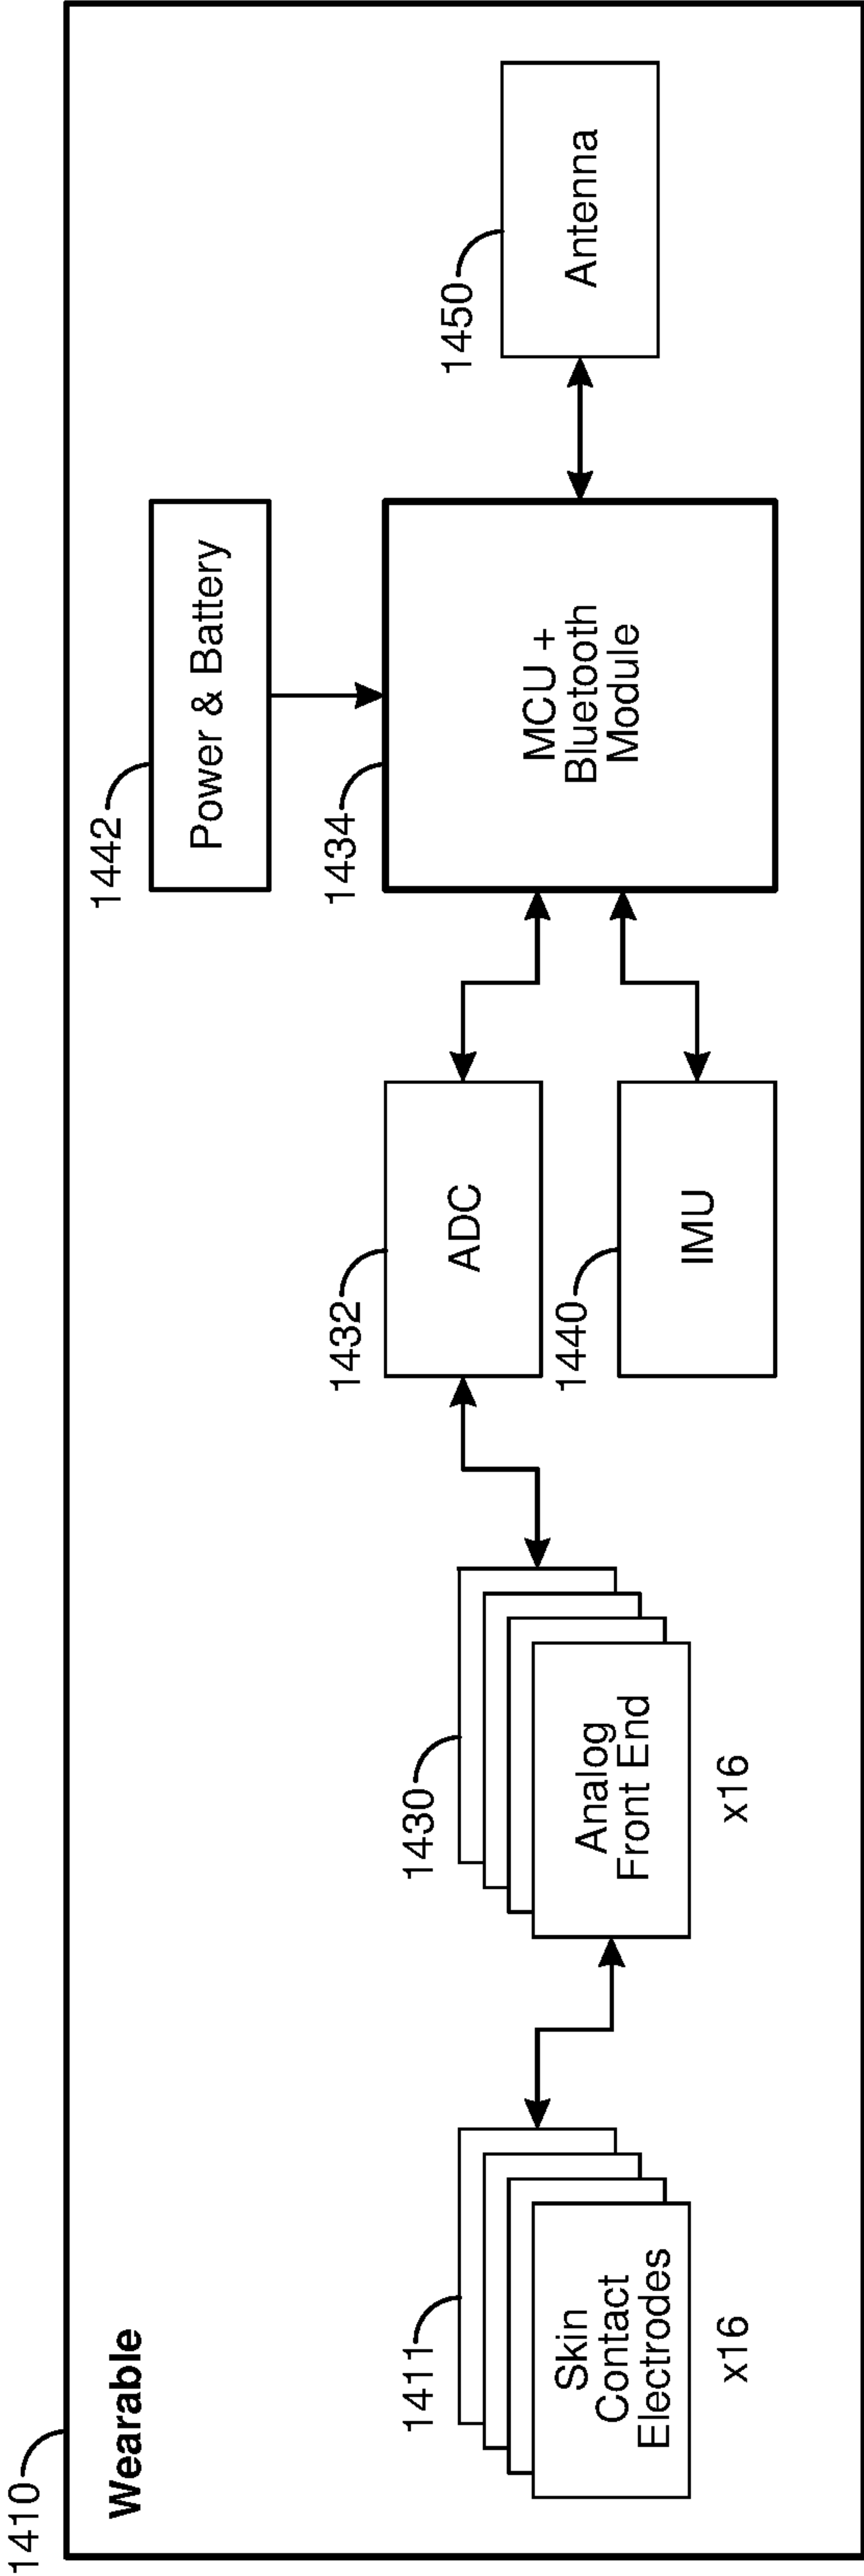 1410
Wearable
1411
Skin
Contact
Electrodes
x16
1430
Analog
Front End
x16
1432
ADC
1440
IMU
1442
Power & Battery
1434
MCU +
Bluetooth
Module
1450
Antenna